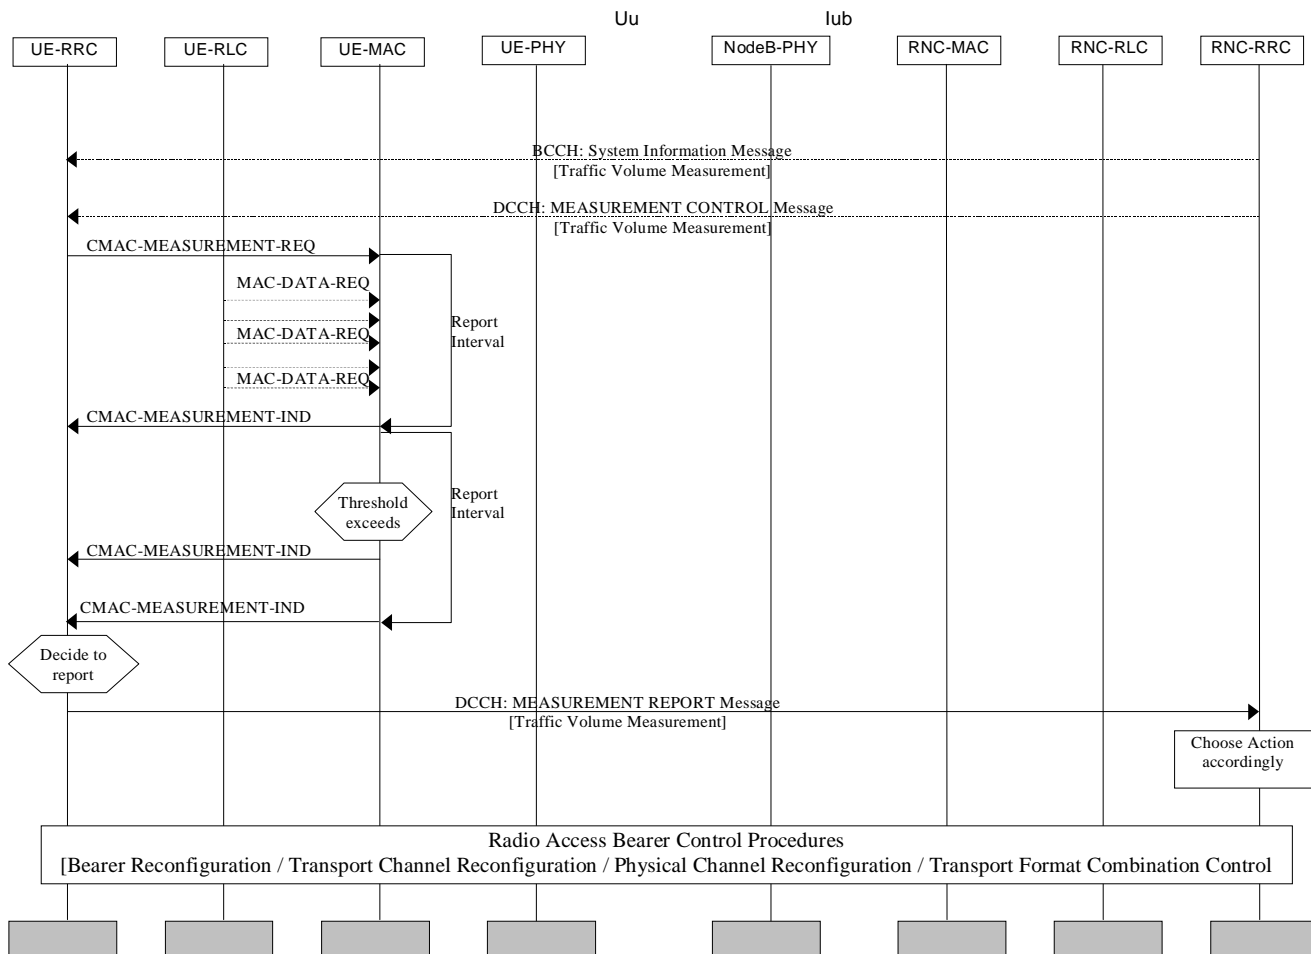 Uu Iub
UE-RRC UE-RLC UE-MAC UE-PHY NodeB-PHY RNC-MAC RNC-RLC RNC-RRC
BCCH: System Information Message
[Traffic Volume Measurement]
DCCH: MEASUREMENT CONTROL Message
[Traffic Volume Measurement]
CMAC-MEASUREMENT-REQ
MAC-DATA-REQ
Report
Interval
MAC-DATA-REQ
MAC-DATA-REQ
CMAC-MEASUREMENT-IND
Threshold
exceeds
Report
Interval
CMAC-MEASUREMENT-IND
CMAC-MEASUREMENT-IND
Decide to
report
DCCH: MEASUREMENT REPORT Message
[Traffic Volume Measurement]
Choose Action
accordingly
Radio Access Bearer Control Procedures
[Bearer Reconfiguration / Transport Channel Reconfiguration / Physical Channel Reconfiguration / Transport Format Combination Control